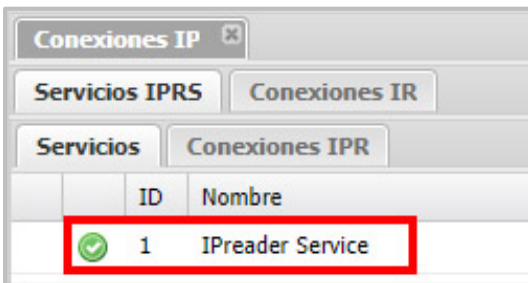 Conexiones IP
Servicios IPRS Conexiones IR
Servicios Conexiones IPR
ID Nombre
1 IPreader Service